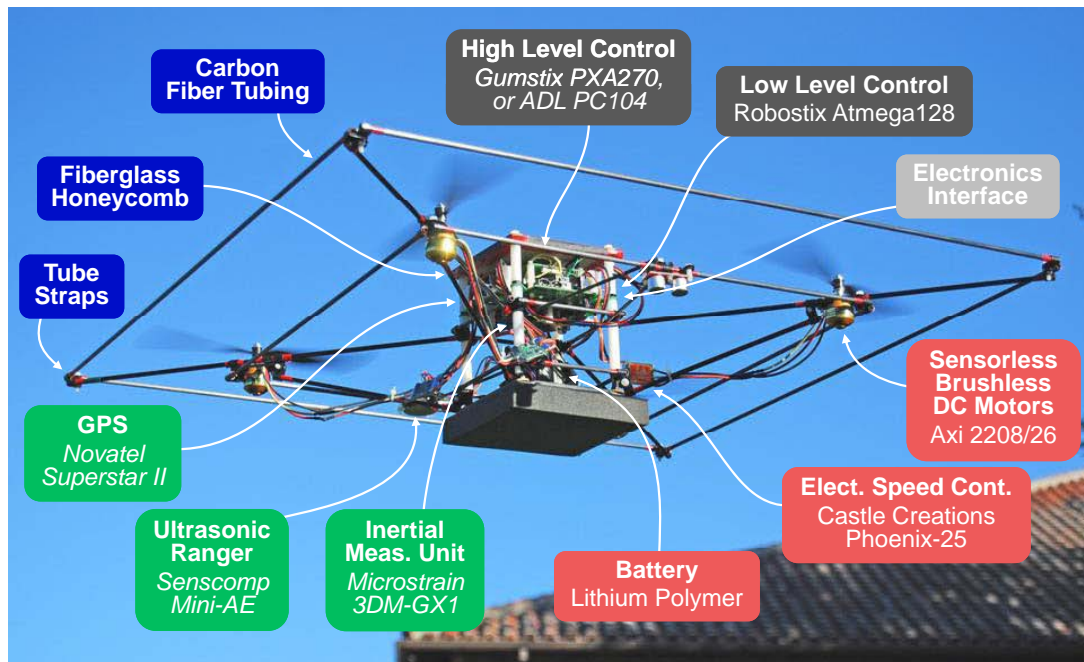 High Level Control
Gumstix PXA270,
or ADL PC104
Carbon
Fiber Tubing
Low Level Control
Robostix Atmega128
Fiberglass
Honeycomb
Electronics
Interface
Tube
Straps
Sensorless
Brushless
DC Motors
Axi 2208/26
GPS
Novatel
Superstar II
Elect. Speed Cont.
Castle Creations
Phoenix-25
Ultrasonic
Ranger
Senscomp
Mini-AE
Inertial
Meas. Unit
Microstrain
3DM-GX1
Battery
Lithium Polymer